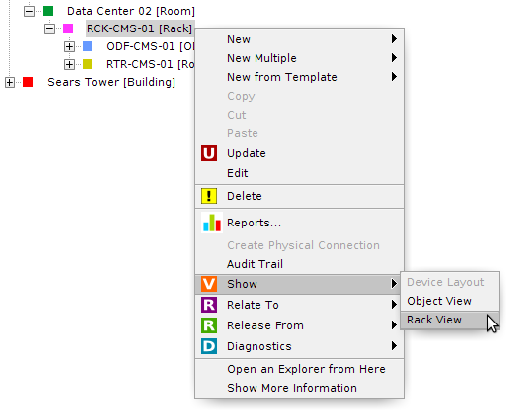 Data Center 02 [Room]
RCK-CMS-01 [Rack]
ODF-CMS-01 [O
RTR-CMS-01 [Ro
Sears Tower [Building]
New
New Multiple
New from Template
Copy
Cut
Paste
U Update
Edit
! Delete
Reports...
Create Physical Connection
Audit Trail
V Show
R Relate To
R Release From
D Diagnostics
Open an Explorer from Here
Show More Information
Device Layout
Object View
Rack View